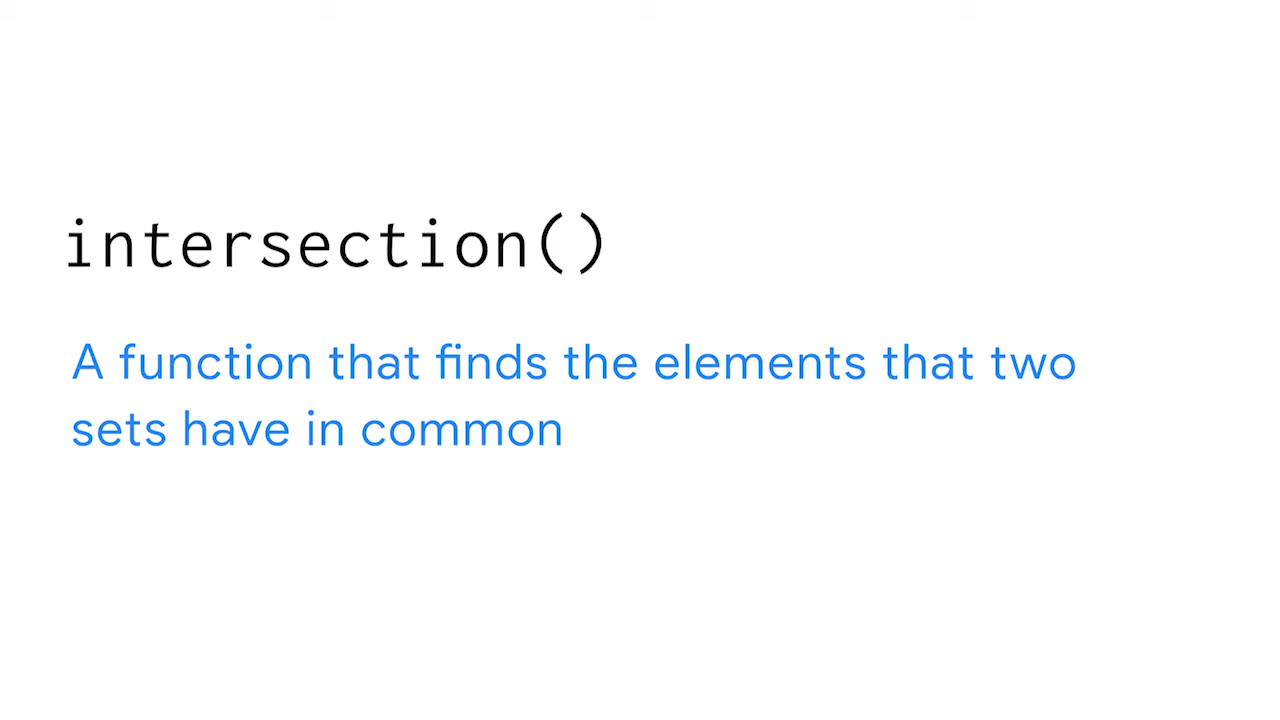 intersection()
A function that finds the elements that two
sets have in common